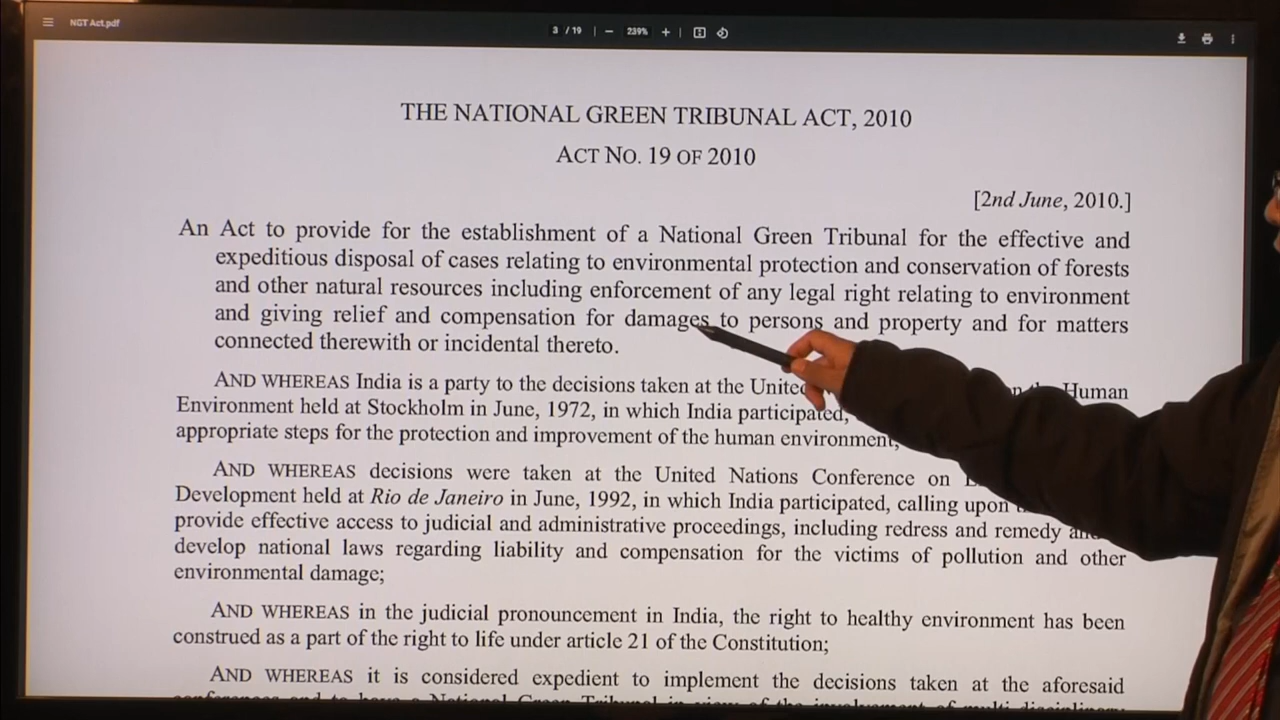 NGT Act.pdf
3 / 19 | − 239% + |
THE NATIONAL GREEN TRIBUNAL ACT, 2010
ACT NO. 19 OF 2010
[2nd June, 2010.]
An Act to provide for the establishment of a National Green Tribunal for the effective and
expeditious disposal of cases relating to environmental protection and conservation of forests
and other natural resources including enforcement of any legal right relating to environment
and giving relief and compensation for damages to persons and property and for matters
connected therewith or incidental thereto.
AND WHEREAS India is a party to the decisions taken at the United Human
Environment held at Stockholm in June, 1972, in which India participated,
appropriate steps for the protection and improvement of the human environment;
AND WHEREAS decisions were taken at the United Nations Conference on
Development held at Rio de Janeiro in June, 1992, in which India participated, calling upon
provide effective access to judicial and administrative proceedings, including redress and remedy
develop national laws regarding liability and compensation for the victims of pollution and other
environmental damage;
AND WHEREAS in the judicial pronouncement in India, the right to healthy environment has been
construed as a part of the right to life under article 21 of the Constitution;
AND WHEREAS it is considered expedient to implement the decisions taken at the aforesaid